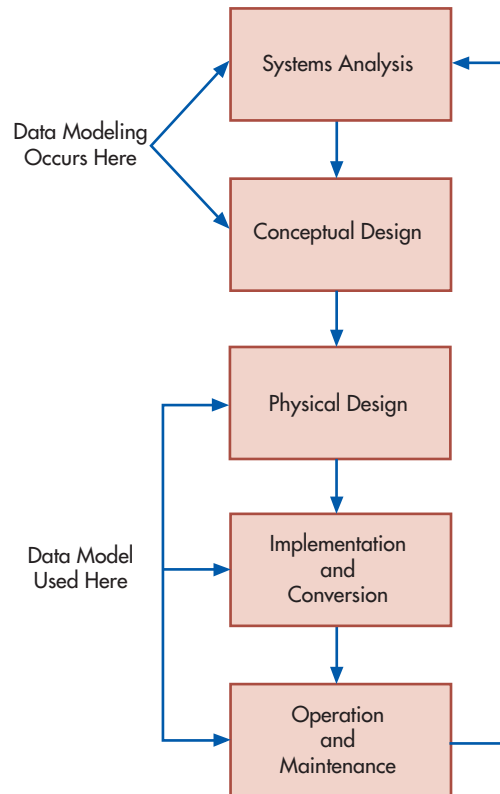 Systems Analysis
Data Modeling
Occurs Here
Conceptual Design
Physical Design
Data Model
Used Here
Implementation
and
Conversion
Operation
and
Maintenance